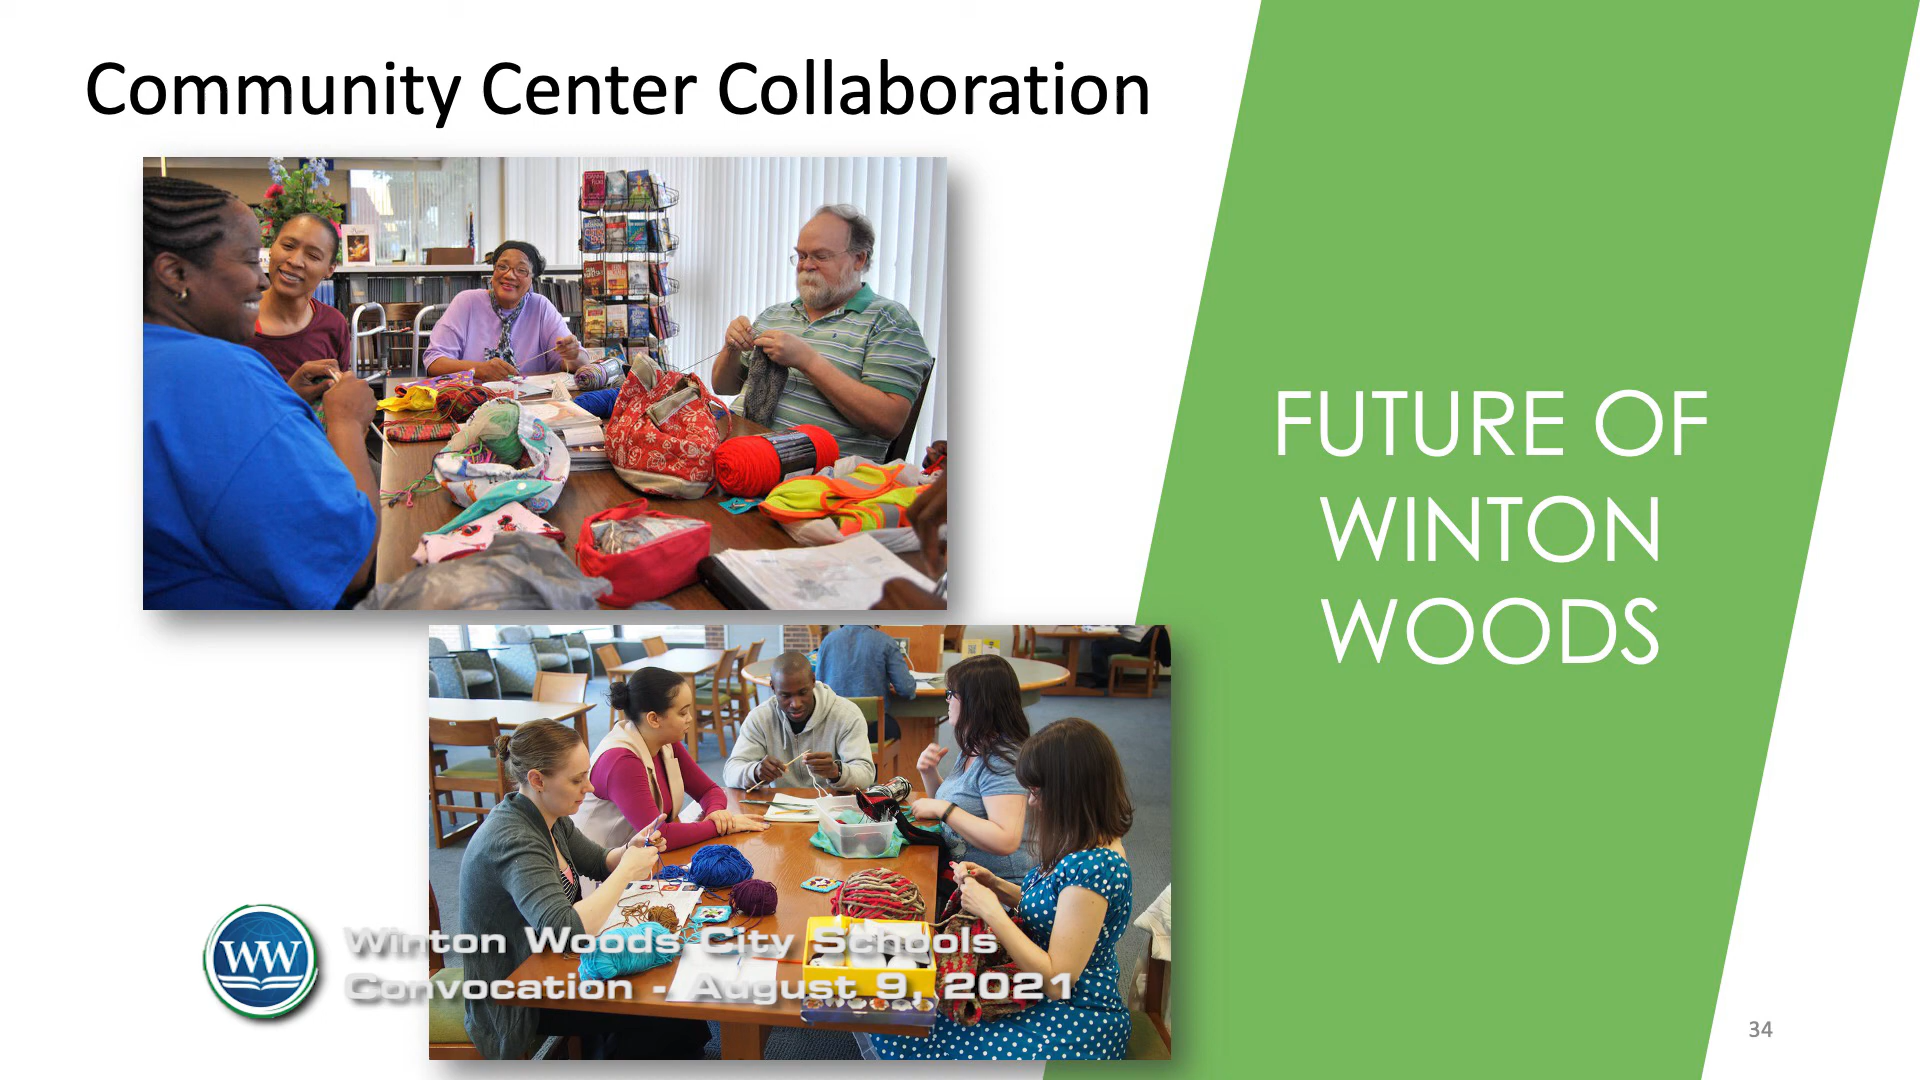 Community Center Collaboration
FUTURE OF
WINTON
WOODS
WW
Winton Woods City Schools
Convocation - August 9, 2021
34